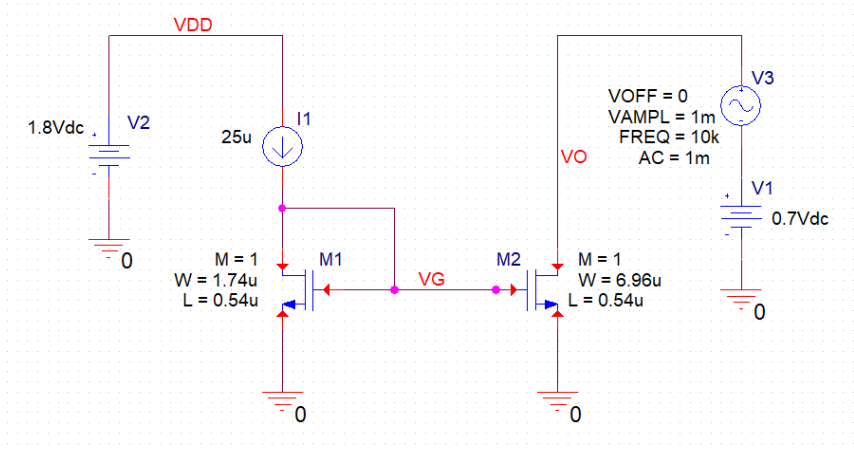 VDD
V2
1.8Vdc
+
-
0
I1
25u
M = 1
W = 1.74u
L = 0.54u
M1
0
VG
M2
M = 1
W = 6.96u
L = 0.54u
0
VO
V3
VOFF = 0
VAMPL = 1m
FREQ = 10k
AC = 1m
+
-
V1
+
-
0.7Vdc
0